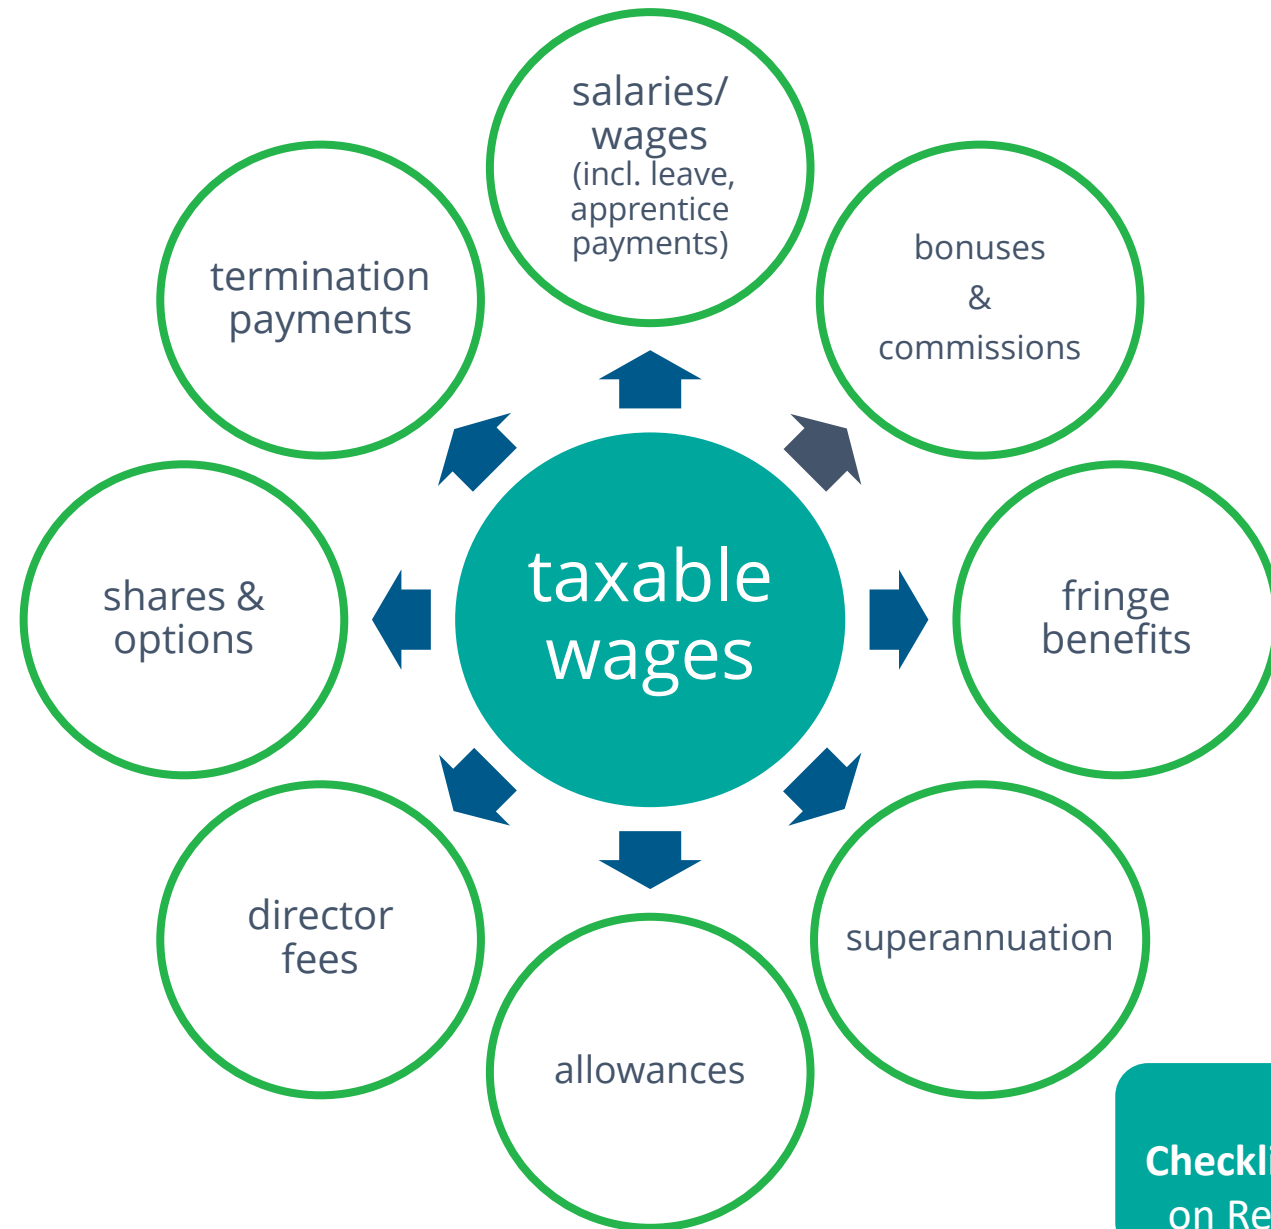 salaries/
wages
(incl. leave,
apprentice
payments)
bonuses
&
commissions
fringe
benefits
superannuation
allowances
director
fees
shares &
options
termination
payments
taxable
wages
on